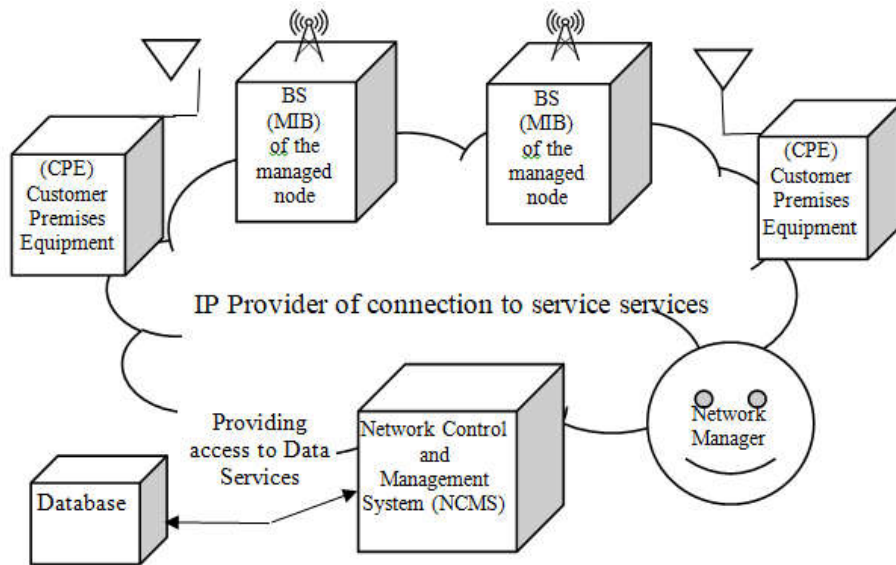 BS
(MIB)
of the
managed
node
BS
(MIB)
of the
managed
node
(CPE)
Customer
Premises
Equipment
(CPE)
Customer
Premises
Equipment
IP Provider of connection to service services
Providing
access to Data
Services
Network Control
and
Management
System (NCMS)
Network
Manager
Database